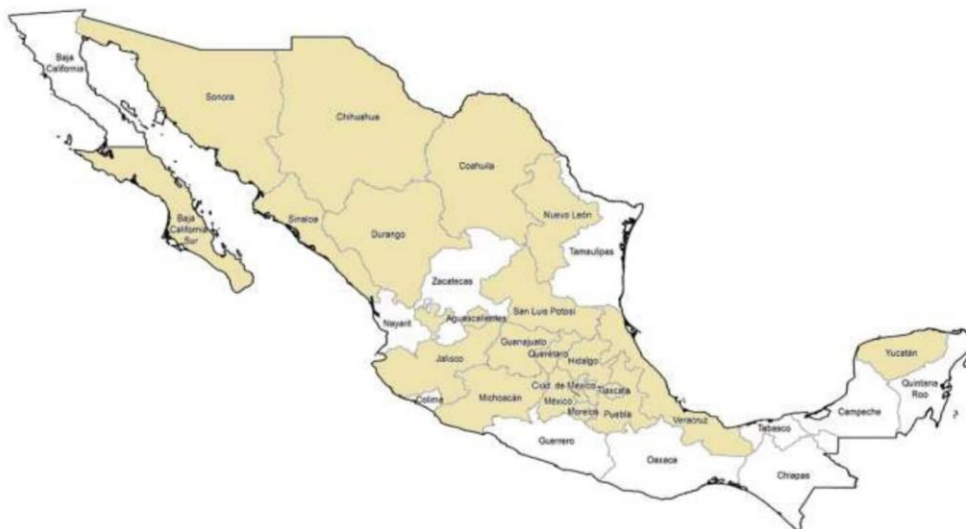 Baja
California
Sonora
Chihuahua
Coahuila
Baja
California
Sur
Sinaloa
Durango
Nuevo León
Tamaulipas
Zacatecas
Nayarit
Aguascalientes
San Luis Potosí
Jalisco
Guanajuato
Querétaro
Hidalgo
Colima
Michoacán
Ciud. de México
México
Morelos
Tlaxcala
Puebla
Veracruz
Guerrero
Oaxaca
Tabasco
Chiapas
Campeche
Yucatán
Quintana
Roo